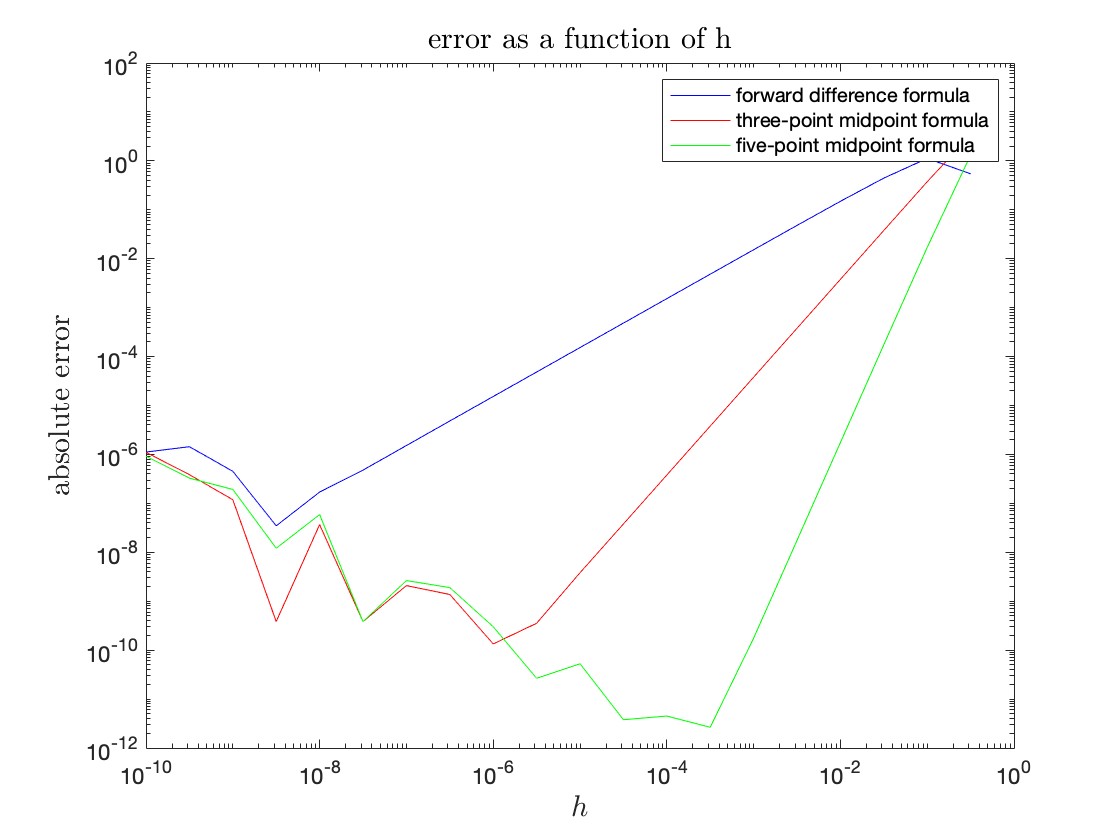 error as a function of h
forward difference formula
three-point midpoint formula
five-point midpoint formula
absolute error
10^2
10^0
10^-2
10^-4
10^-6
10^-8
10^-10
10^-12
10^-10
10^-8
10^-6
10^-4
10^-2
10^0
h